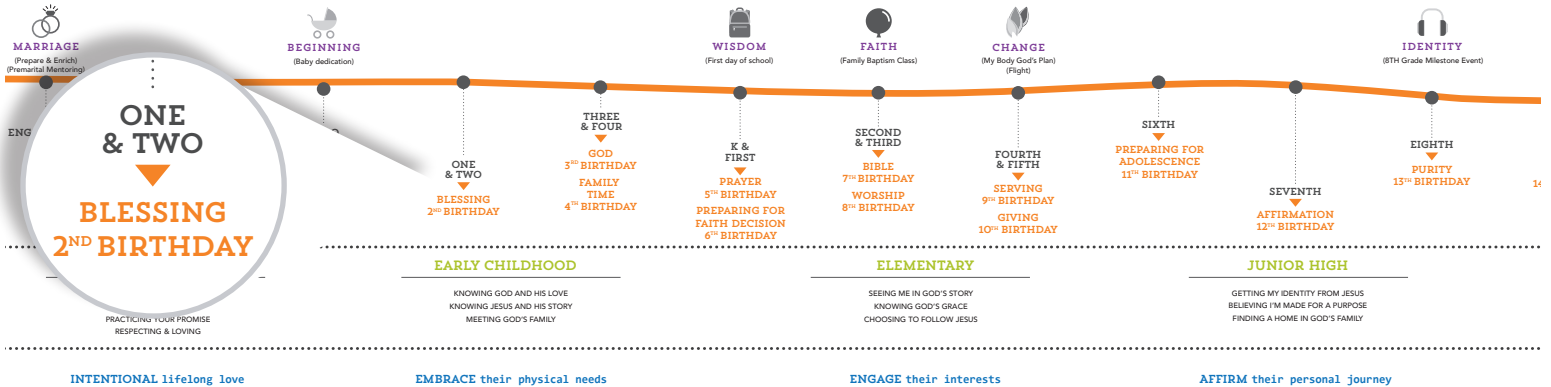 MARRIAGE
(Prepare & Enrich)
(Premarital Mentoring)
BEGINNING
(Baby dedication)
WISDOM
(First day of school)
FAITH
(Family Baptism Class)
CHANGE
(My Body God's Plan)
(Flight)
IDENTITY
(8TH Grade Milestone Event)
ENG
ONE
& TWO
BLESSING
2ND BIRTHDAY
ONE
& TWO
BLESSING
2ND BIRTHDAY
THREE
& FOUR
GOD
3RD BIRTHDAY
FAMILY
TIME
4TH BIRTHDAY
K &
FIRST
PRAYER
5TH BIRTHDAY
PREPARING FOR
FAITH DECISION
6TH BIRTHDAY
SECOND
& THIRD
BIBLE
7TH BIRTHDAY
WORSHIP
8TH BIRTHDAY
FOURTH
& FIFTH
SERVING
9TH BIRTHDAY
GIVING
10TH BIRTHDAY
SIXTH
PREPARING FOR
ADOLESCENCE
11TH BIRTHDAY
SEVENTH
AFFIRMATION
12TH BIRTHDAY
EIGHTH
PURITY
13TH BIRTHDAY
14
PRACTICING YOUR PROMISE
RESPECTING & LOVING
EARLY CHILDHOOD
KNOWING GOD AND HIS LOVE
KNOWING JESUS AND HIS STORY
MEETING GOD'S FAMILY
ELEMENTARY
SEEING ME IN GOD'S STORY
KNOWING GOD'S GRACE
CHOOSING TO FOLLOW JESUS
JUNIOR HIGH
GETTING MY IDENTITY FROM JESUS
BELIEVING I'M MADE FOR A PURPOSE
FINDING A HOME IN GOD'S FAMILY
INTENTIONAL lifelong love
EMBRACE their physical needs
ENGAGE their interests
AFFIRM their personal journey